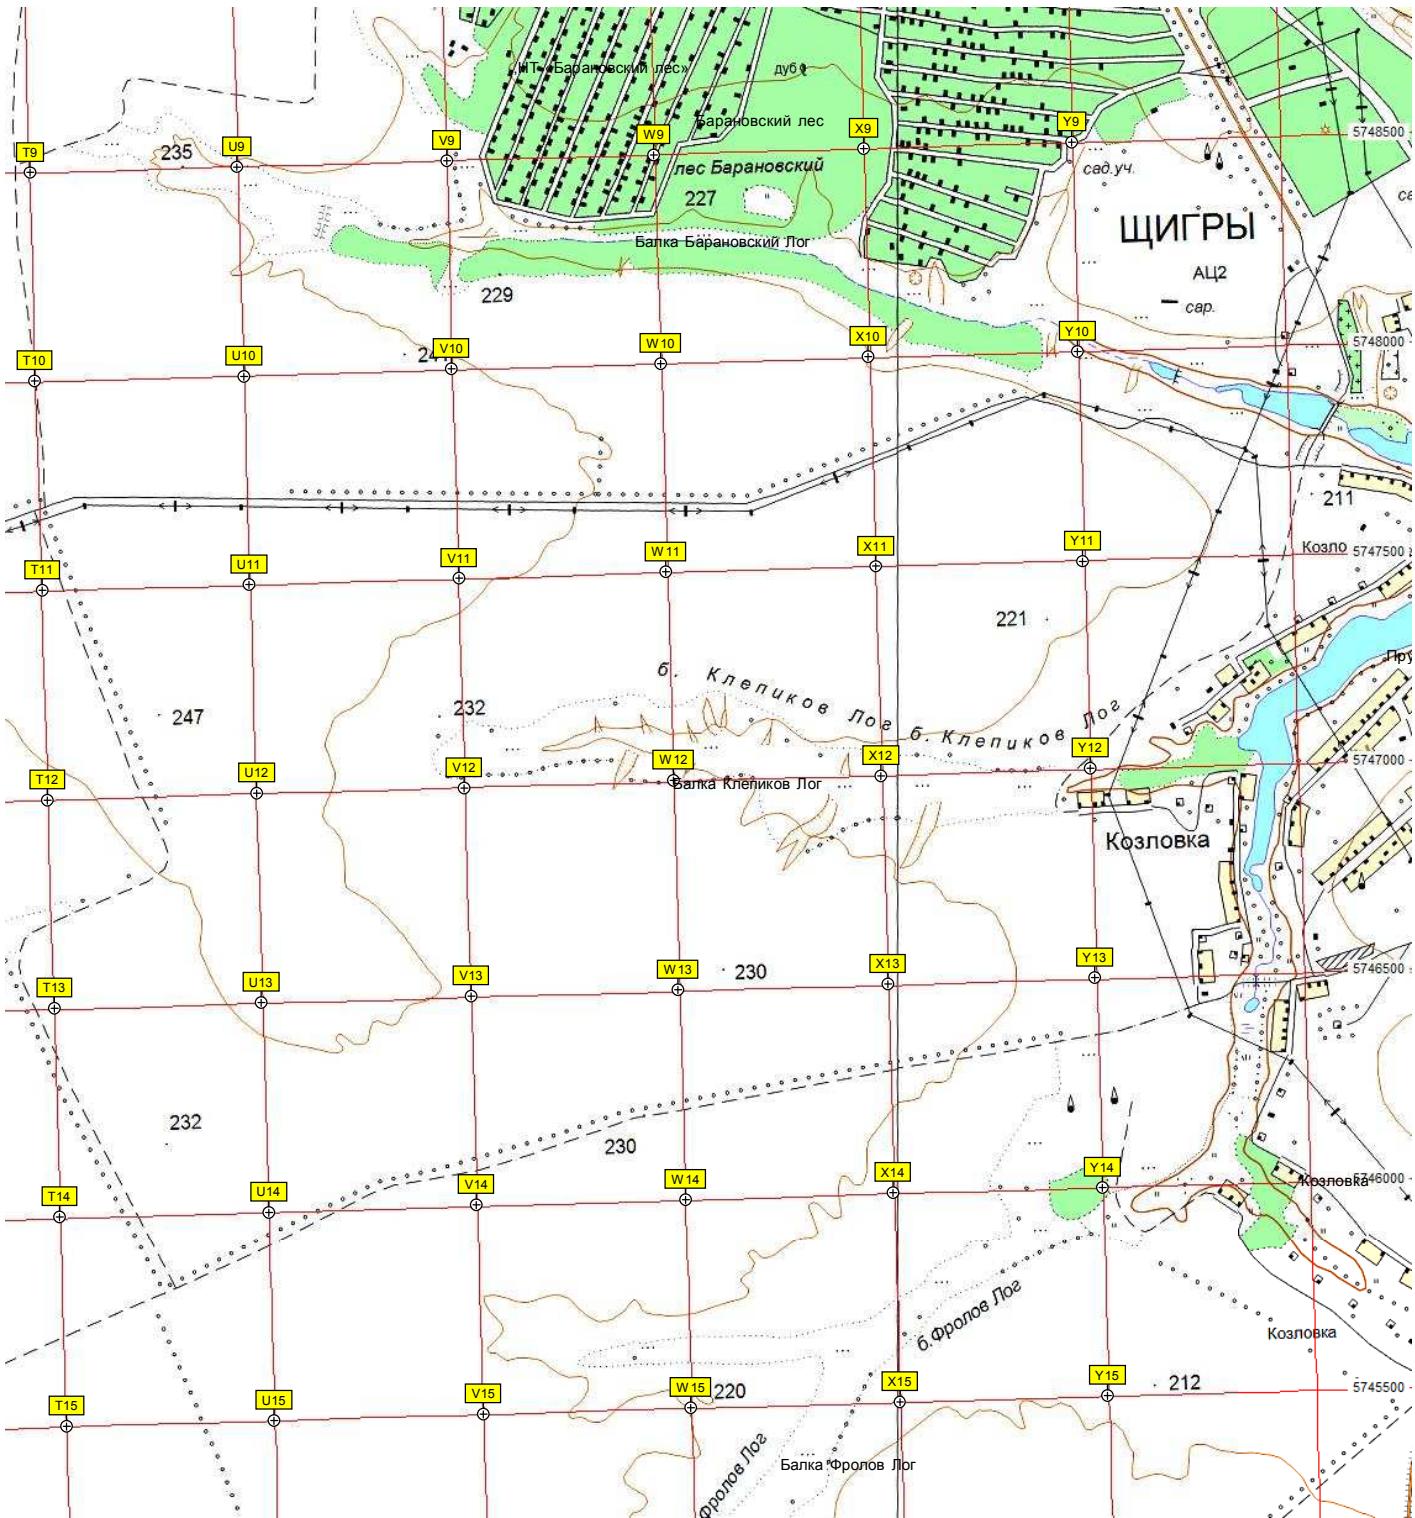 НТ «Барановский лес»
дуб
Барановский лес
W9
X9
Y9
5748500
T9
235
U9
V9
лес Барановский
сад.уч.
227
ЩИГРЫ
Балка Барановский Лог
АЦ2
229
сар.
T10
U10
V10
W10
X10
Y10
5748000
211
T11
U11
V11
W11
X11
Y11
Козло
5747500
221
б. Клепиков Лог
б. Клепиков Лог
Пру
247
232
T12
U12
V12
W12
X12
Y12
5747000
Балка Клепиков Лог
Козловка
T13
U13
V13
W13
230
X13
Y13
5746500
232
230
T14
U14
V14
W14
X14
Y14
Козловка
5746000
б.Фролов Лог
Козловка
T15
U15
V15
W15
220
X15
Y15
212
5745500
Фролов Лог
Балка Фролов Лог